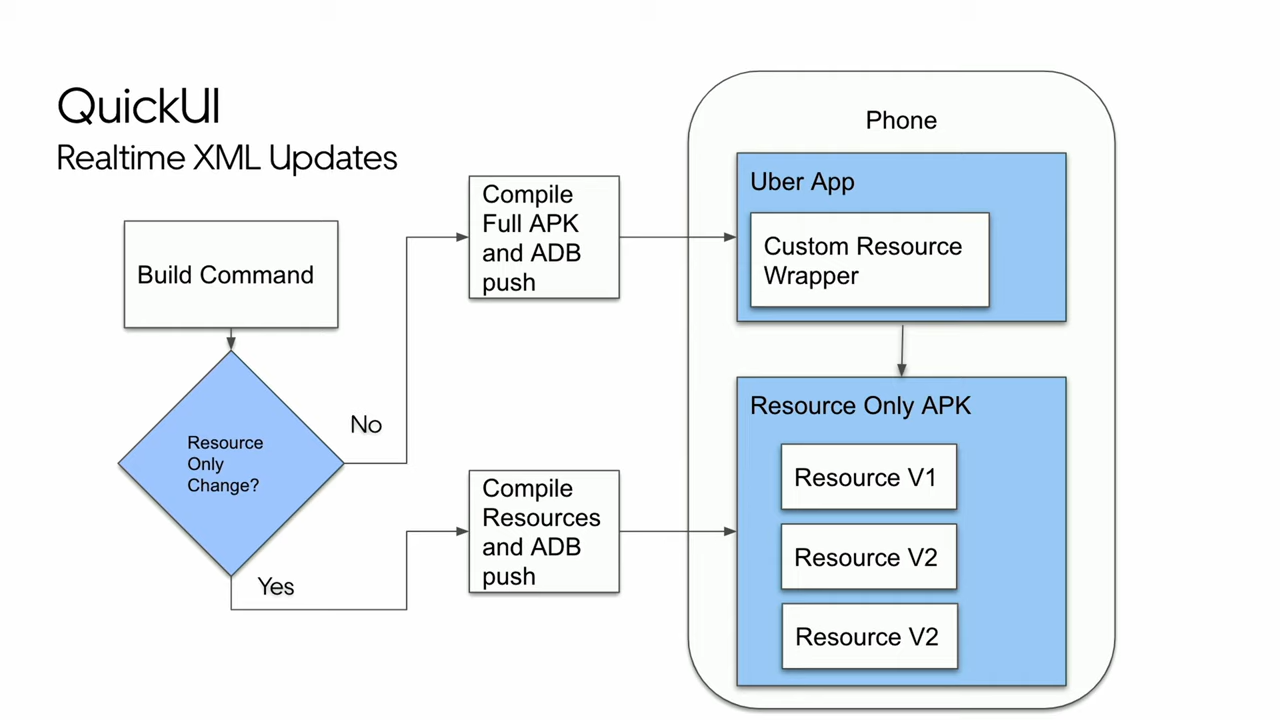 QuickUI
Realtime XML Updates
Build Command
Resource
Only
Change?
No
Yes
Compile
Full APK
and ADB
push
Compile
Resources
and ADB
push
Phone
Uber App
Custom Resource
Wrapper
Resource Only APK
Resource V1
Resource V2
Resource V2